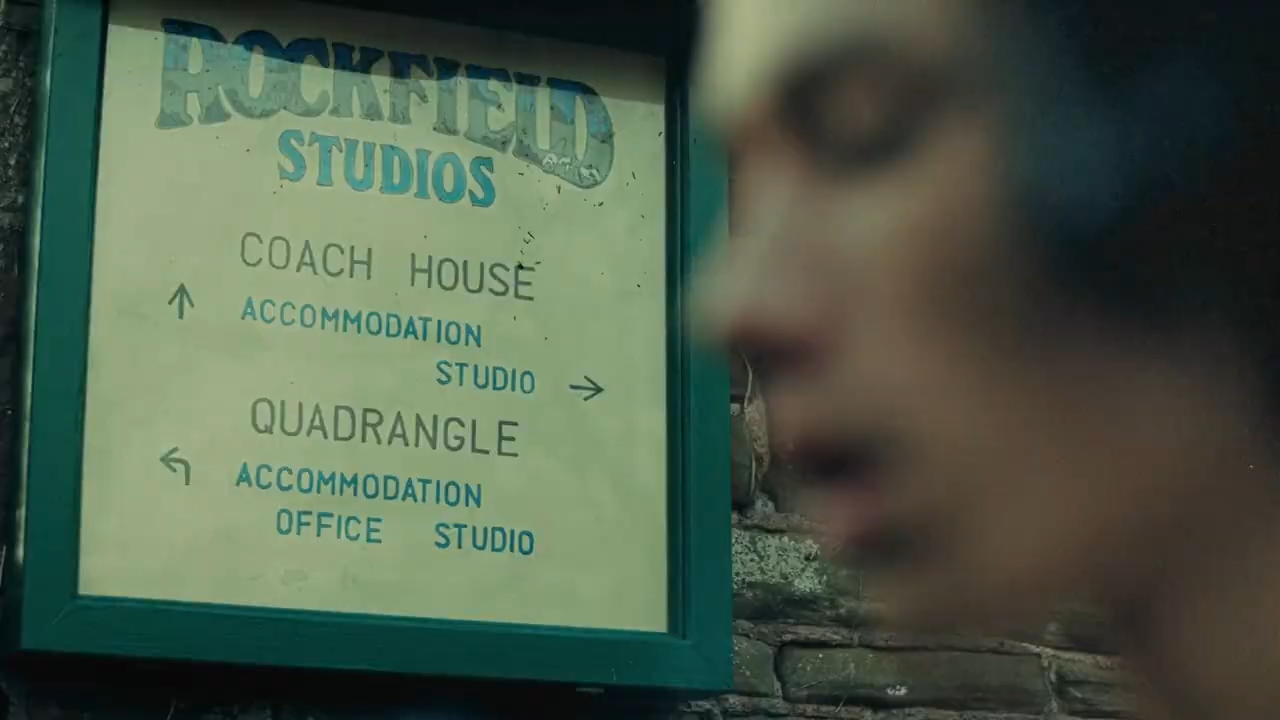 ROCKFIELD
STUDIOS
COACH HOUSE
↑ ACCOMMODATION
STUDIO →
QUADRANGLE
↰ ACCOMMODATION
OFFICE STUDIO